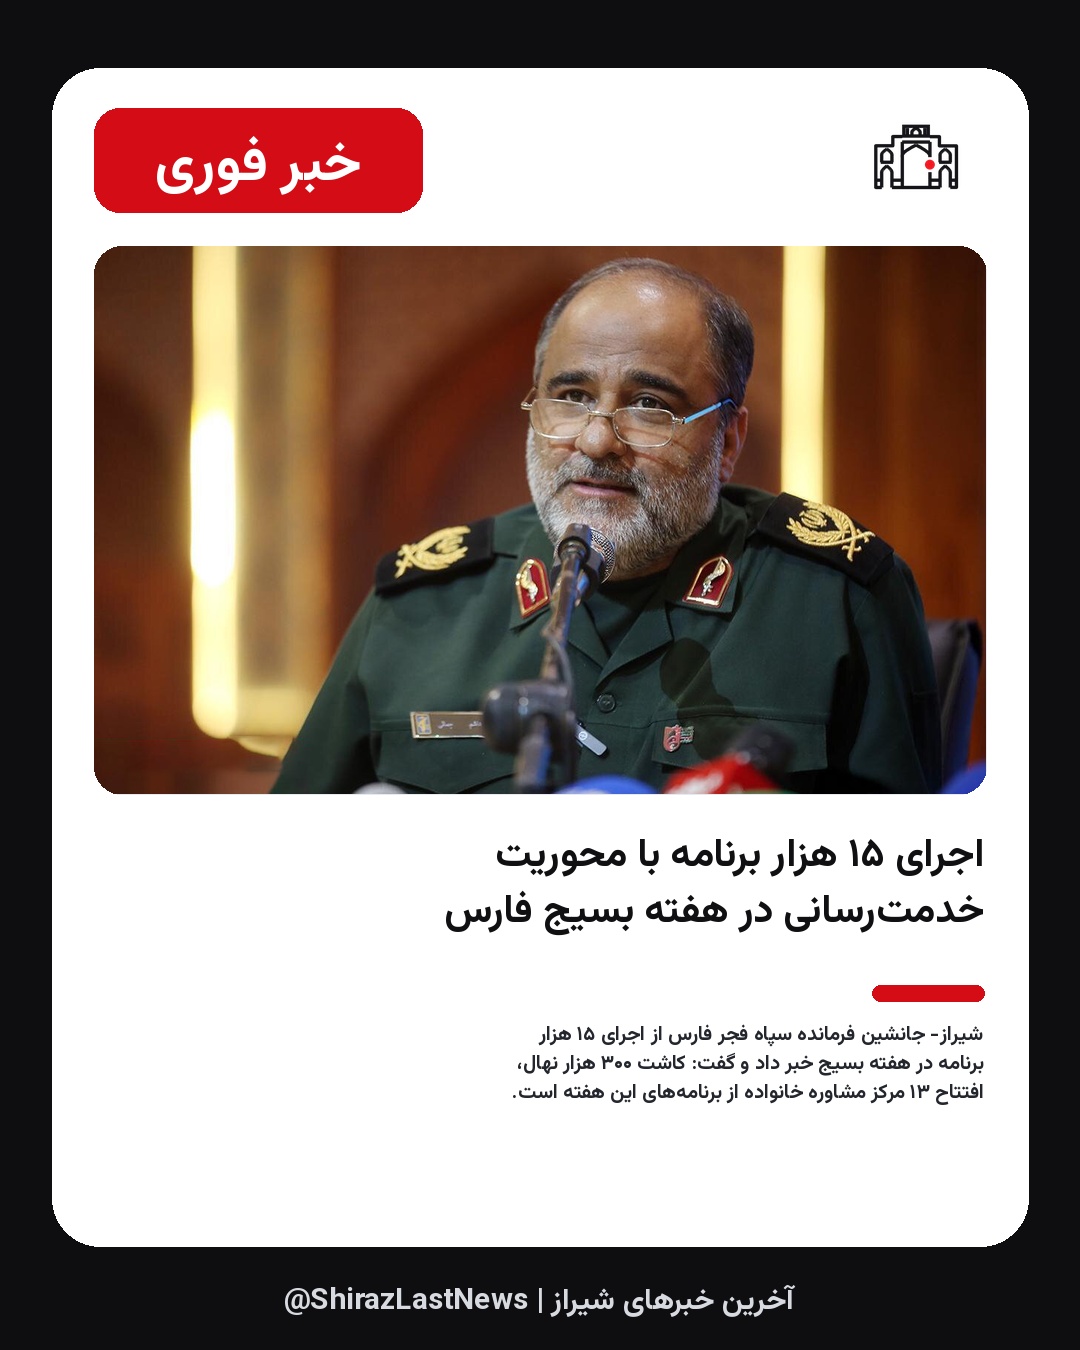 خبر فوری
اجرای ۱۵ هزار برنامه با محوریت
خدمت‌رسانی در هفته بسیج فارس
شیراز- جانشین فرمانده سپاه فجر فارس از اجرای ۱۵ هزار
برنامه در هفته بسیج خبر داد و گفت: کاشت ۳۰۰ هزار نهال،
افتتاح ۱۳ مرکز مشاوره خانواده از برنامه‌های این هفته است.
آخرین خبرهای شیراز | @ShirazLastNews